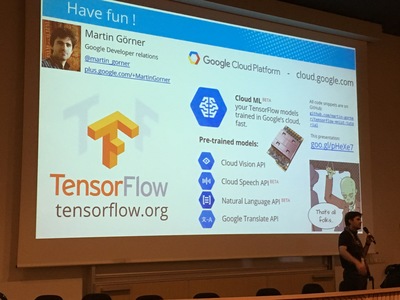 Have fun !
Martin Görner
Google Developer relations
@martin_gorner
plus.google.com/+MartinGorner
Google Cloud Platform - cloud.google.com
Cloud ML BETA
your TensorFlow models
trained in Google's cloud,
fast.
Pre-trained models:
Cloud Vision API
Cloud Speech API BETA
Natural Language API BETA
Google Translate API
All code snippets are on
GitHub:
This presentation:
goo.gl/pHeXe7
That's all
folks...
TensorFlow
tensorflow.org